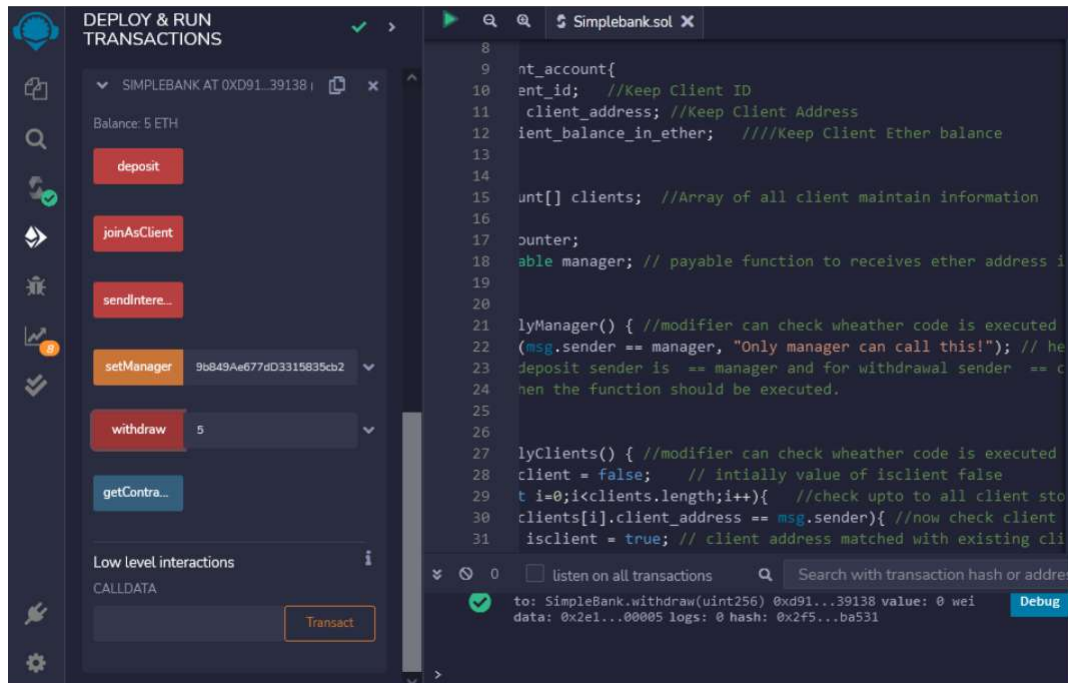 DEPLOY & RUN
TRANSACTIONS
SIMPLEBANK AT 0XD91...39138
Balance: 5 ETH
deposit
joinAsClient
sendIntere...
setManager 9b849Ae677dD3315835cb2
withdraw 5
getContra...
Low level interactions
CALLDATA
Transact
8
Simplebank.sol
8
9 nt_account{
10 ent_id; //Keep Client ID
11 client_address; //Keep Client Address
12 ient_balance_in_ether; ////Keep Client Ether balance
13
14
15 unt[] clients; //Array of all client maintain information
16
17 ounter;
18 able manager; // payable function to receives ether address i
19
20
21 lyManager() { //modifier can check wheather code is executed
22 (msg.sender == manager, "Only manager can call this!"); // he
23 deposit sender is == manager and for withdrawal sender == c
24 hen the function should be executed.
25
26
27 lyClients() { //modifier can check wheather code is executed
28 client = false; // intially value of isclient false
29 t i=0;i<clients.length;i++){ //check upto to all client sto
30 clients[i].client_address == msg.sender){ //now check client
31 isclient = true; // client address matched with existing cli
0 listen on all transactions Search with transaction hash or addre
to: SimpleBank.withdraw(uint256) 0xd91...39138 value: 0 wei Debug
data: 0x2e1...00005 logs: 0 hash: 0x2f5...ba531
>